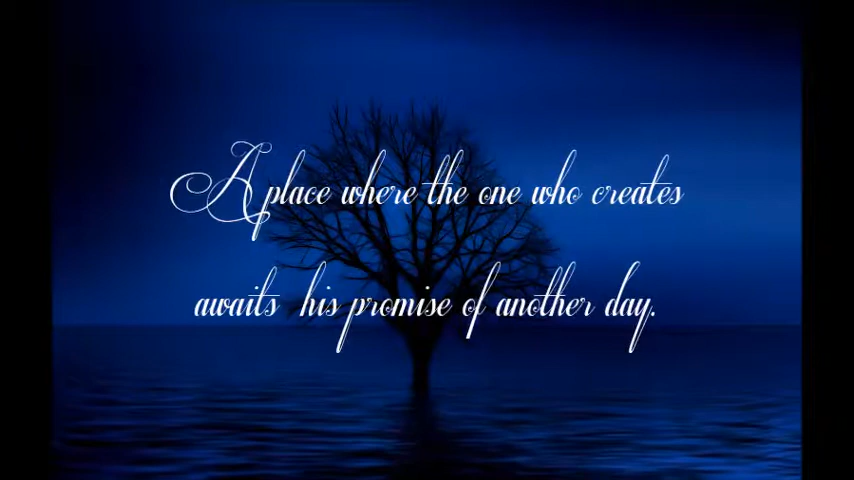 A place where the one who creates
awaits his promise of another day.